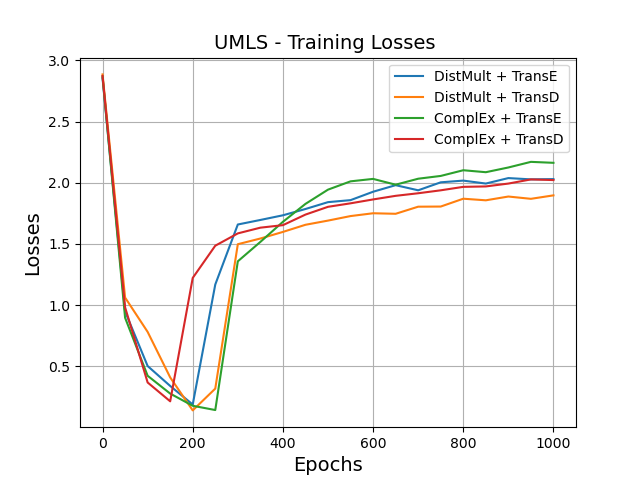 UMLS - Training Losses
3.0
2.5
2.0
1.5
1.0
0.5
Losses
DistMult + TransE
DistMult + TransD
ComplEx + TransE
ComplEx + TransD
0 200 400 600 800 1000
Epochs